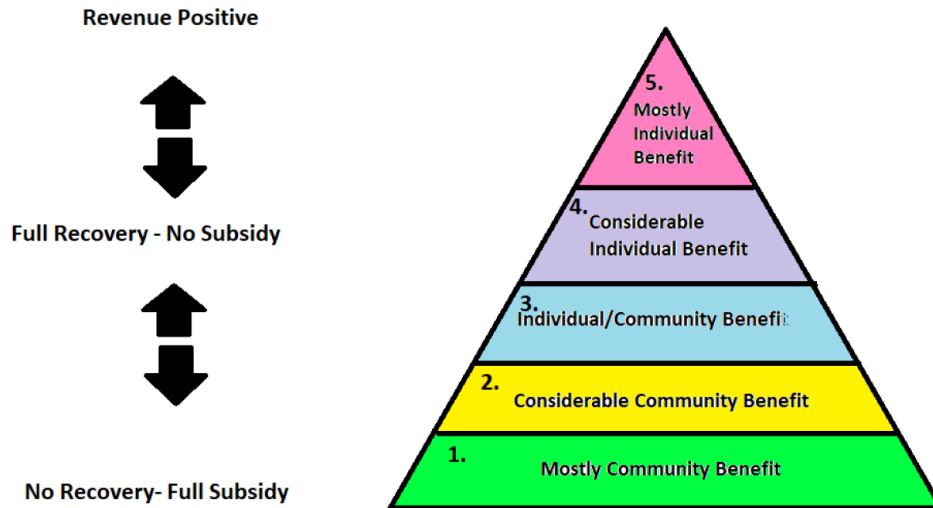 Revenue Positive
Full Recovery - No Subsidy
No Recovery- Full Subsidy
5.
Mostly
Individual
Benefit
4.
Considerable
Individual Benefit
3.
Individual/Community Benefit
2.
Considerable Community Benefit
1.
Mostly Community Benefit